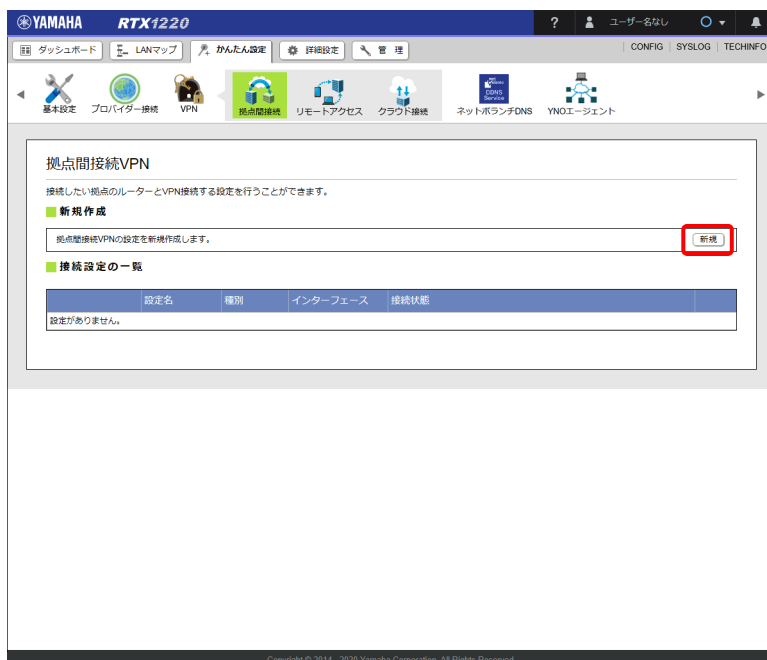 YAMAHA RTX1220 ? ユーザー名なし
ダッシュボード LANマップ かんたん設定 詳細設定 管 理 CONFIG SYSLOG TECHINFO
基本設定 プロバイダー接続 VPN 拠点間接続 リモートアクセス クラウド接続 ネットボランチDNS YNOエージェント
DDNS
Service
拠点間接続VPN
接続したい拠点のルーターとVPN接続する設定を行うことができます。
新規作成
拠点間接続VPNの設定を新規作成します。 新規
接続設定の一覧
設定名 種別 インターフェース 接続状態
設定がありません。
Copyright © 2014 - 2020 Yamaha Corporation. All Rights Reserved.